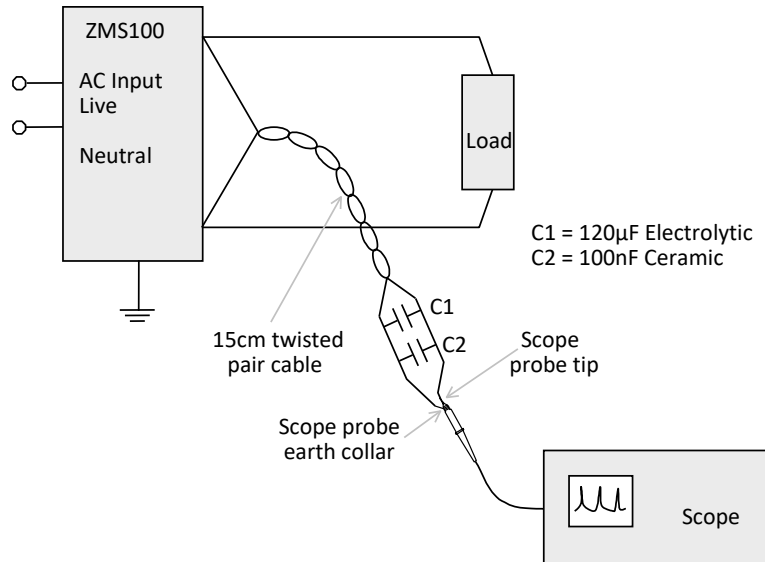 ZMS100
AC Input
Live
Neutral
Load
C1 = 120µF Electrolytic
C2 = 100nF Ceramic
15cm twisted
pair cable
C1
C2
Scope
probe tip
Scope probe
earth collar
Scope